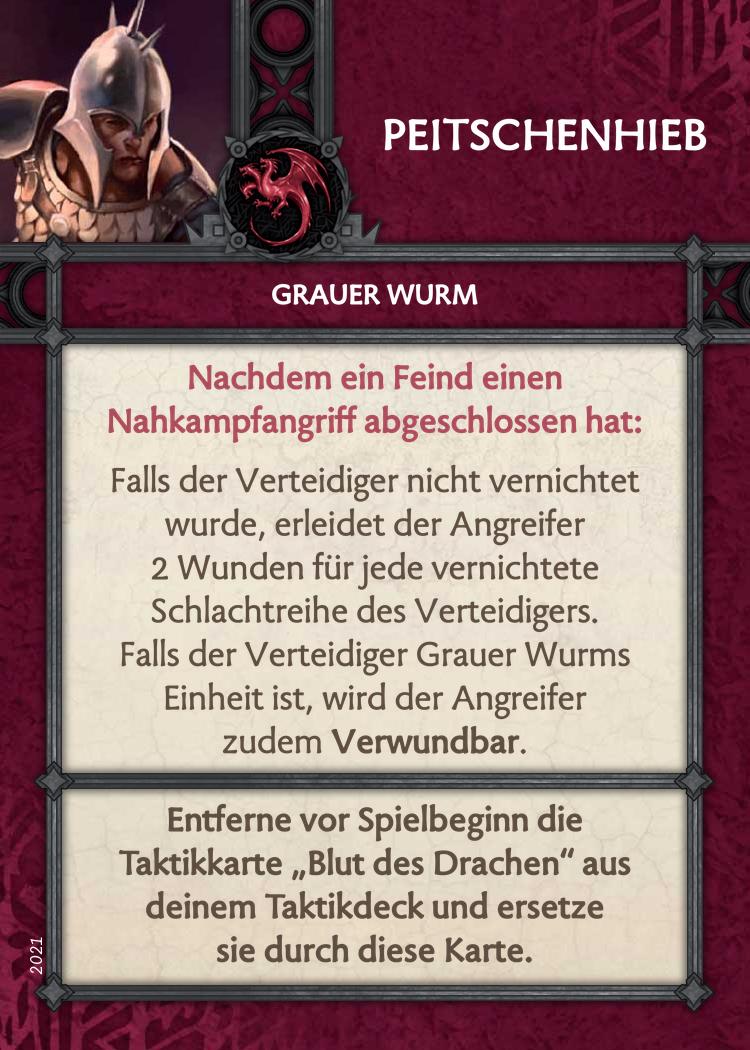 PEITSCHENHIEB
GRAUER WURM
Nachdem ein Feind einen
Nahkampfangriff abgeschlossen hat:
Falls der Verteidiger nicht vernichtet
wurde, erleidet der Angreifer
2 Wunden für jede vernichtete
Schlachtreihe des Verteidigers.
Falls der Verteidiger Grauer Wurms
Einheit ist, wird der Angreifer
zudem Verwundbar.
Entferne vor Spielbeginn die
Taktikkarte „Blut des Drachen“ aus
deinem Taktikdeck und ersetze
sie durch diese Karte.
2021